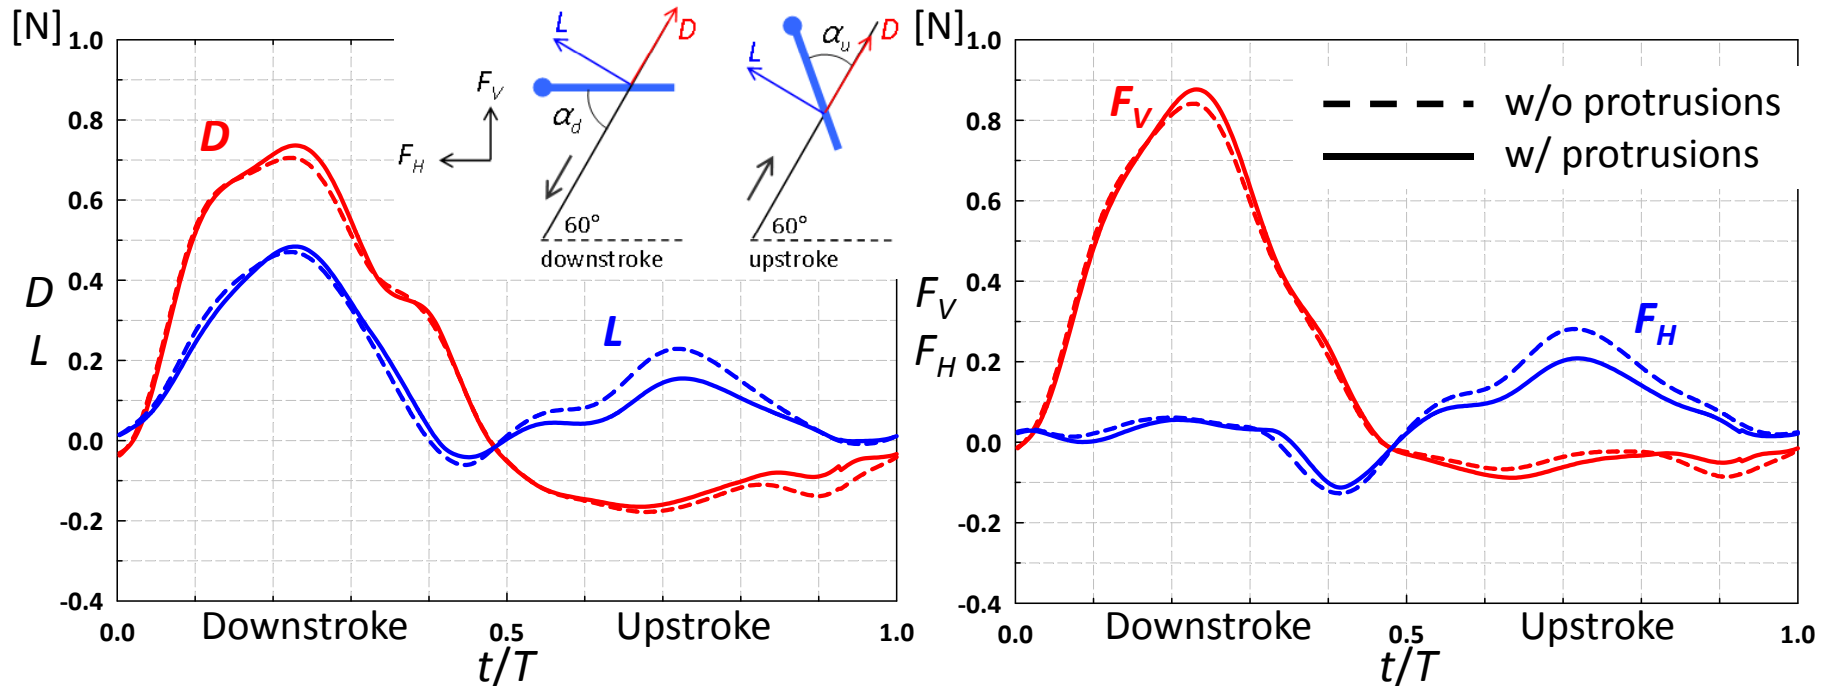 [N]
1.0
0.8
0.6
0.4
0.2
0.0
-0.2
-0.4
D
L
D
L
0.0
Downstroke
0.5
Upstroke
1.0
t/T
F_V
F_H
L
D
α_d
60°
downstroke
L
D
α_u
60°
upstroke
[N]
1.0
0.8
0.6
0.4
0.2
0.0
-0.2
-0.4
F_V
F_H
F_V
F_H
w/o protrusions
w/ protrusions
0.0
Downstroke
0.5
Upstroke
1.0
t/T